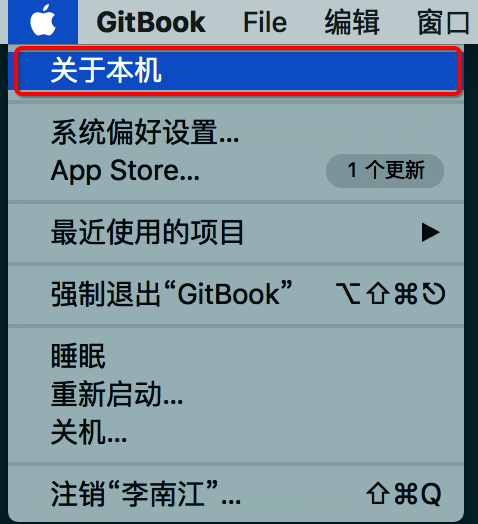 GitBook File 编辑 窗口
关于本机
系统偏好设置...
App Store... 1 个更新
最近使用的项目 ▶
强制退出“GitBook” ⌥⇧⌘⎋
睡眠
重新启动...
关机...
注销“李南江”... ⇧⌘Q